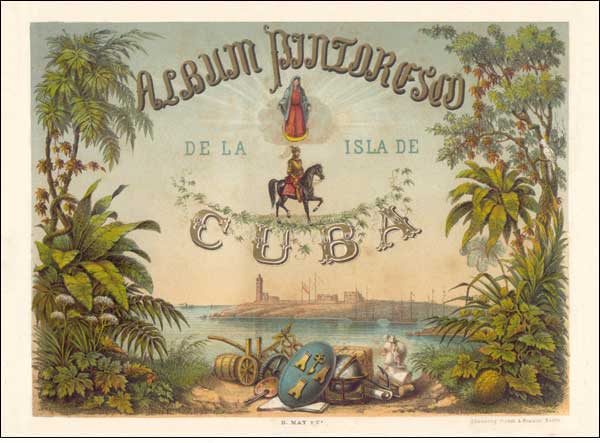 ALBUM PINTORESCO
DE LA ISLA DE
CUBA
B. MAY Y Ca